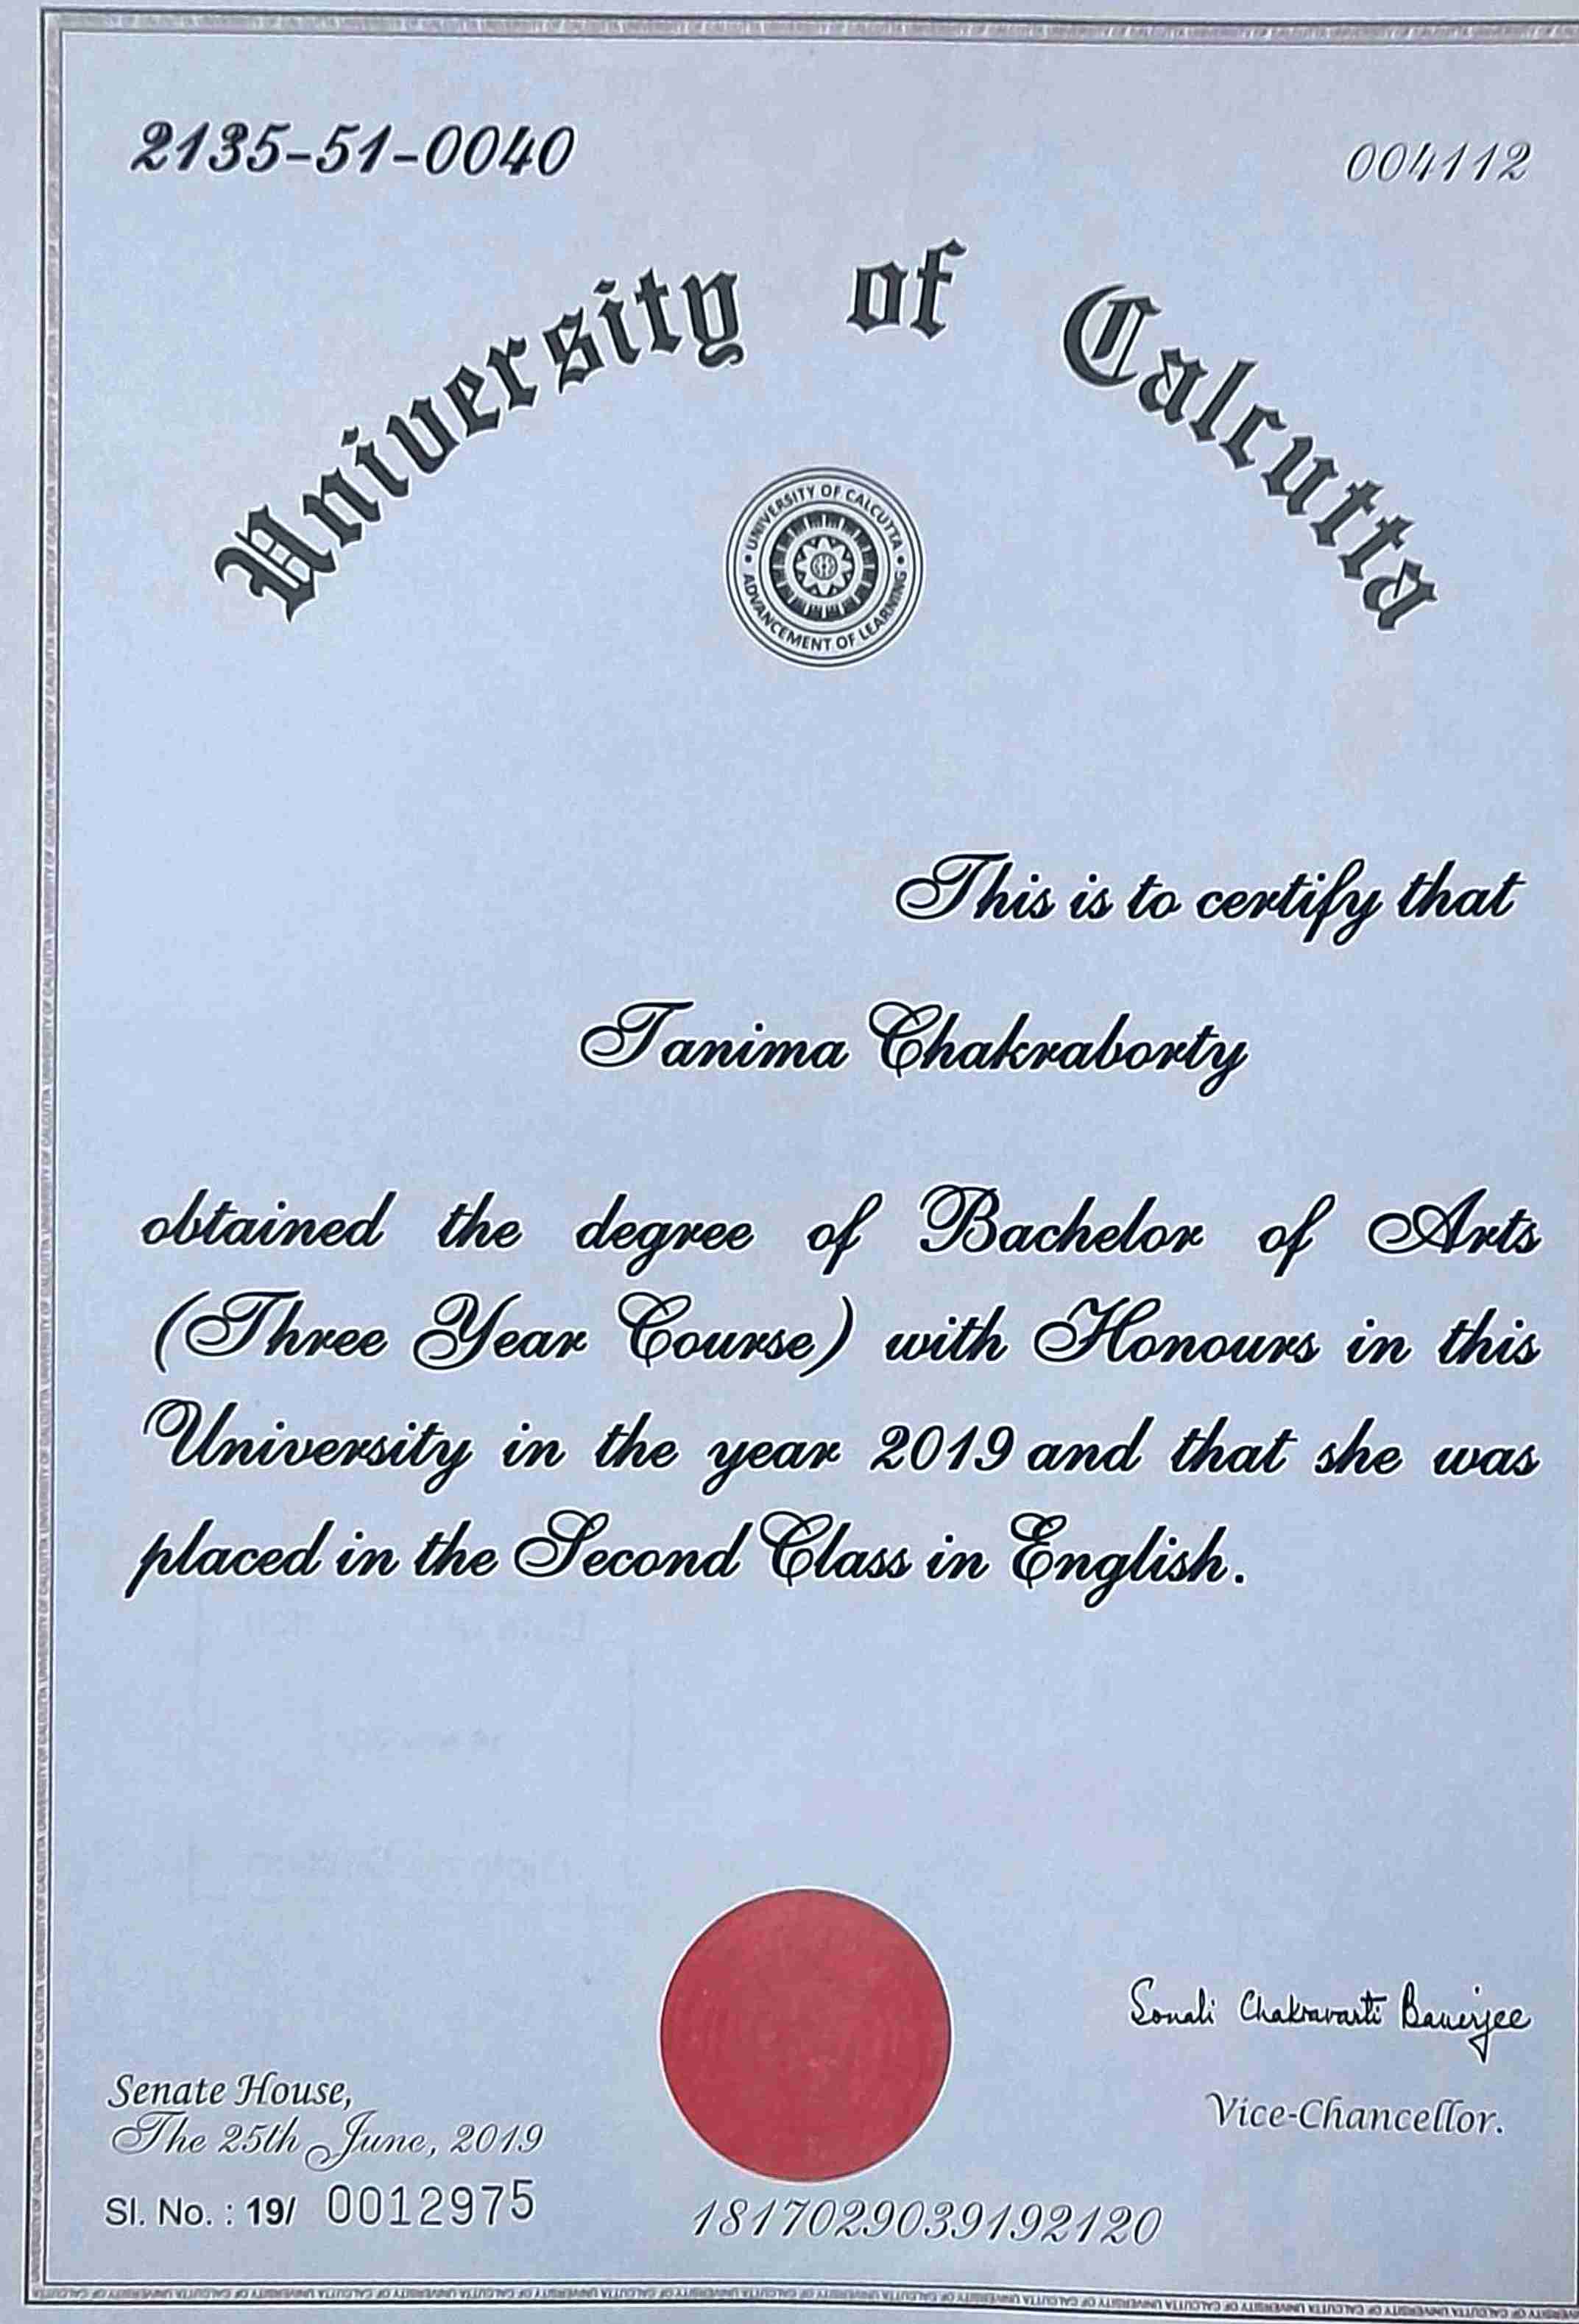 2135-51-0040
004112
University of Calcutta
UNIVERSITY OF CALCUTTA
ADVANCEMENT OF LEARNING
This is to certify that
Tanima Chakraborty
obtained the degree of Bachelor of Arts
(Three Year Course) with Honours in this
University in the year 2019 and that she was
placed in the Second Class in English.
Sonali Chakravarti Banerjee
Vice-Chancellor.
Senate House,
The 25th June, 2019
Sl. No. : 19/ 0012975
1817029039192120